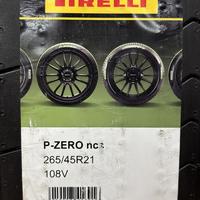 PIRELLI
P-ZERO ncs
265/45R21
108V